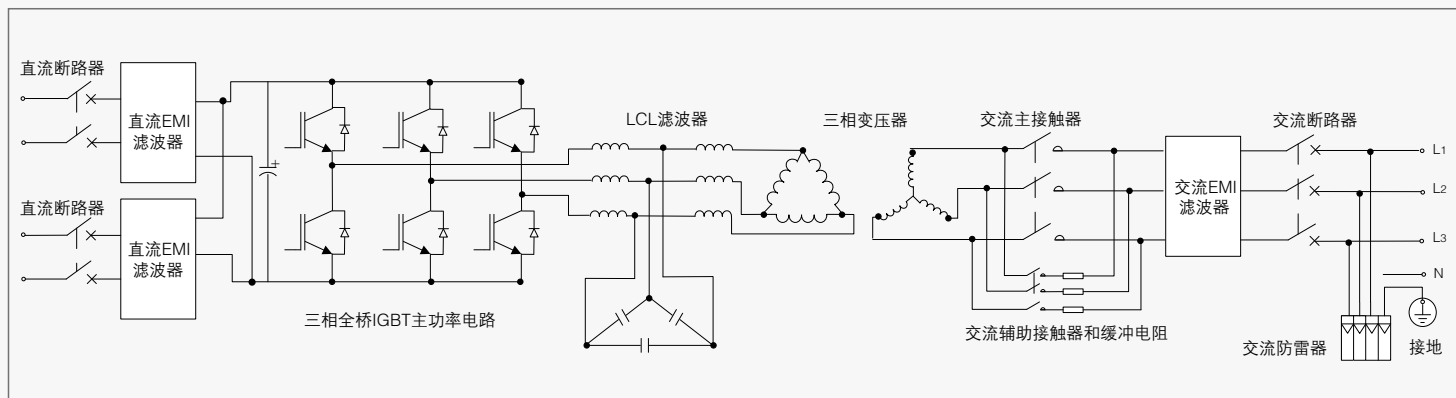 直流断路器
直流EMI
滤波器
直流断路器
直流EMI
滤波器
三相全桥IGBT主功率电路
LCL滤波器
三相变压器
交流主接触器
交流辅助接触器和缓冲电阻
交流EMI
滤波器
交流断路器
L1
L2
L3
N
交流防雷器
接地